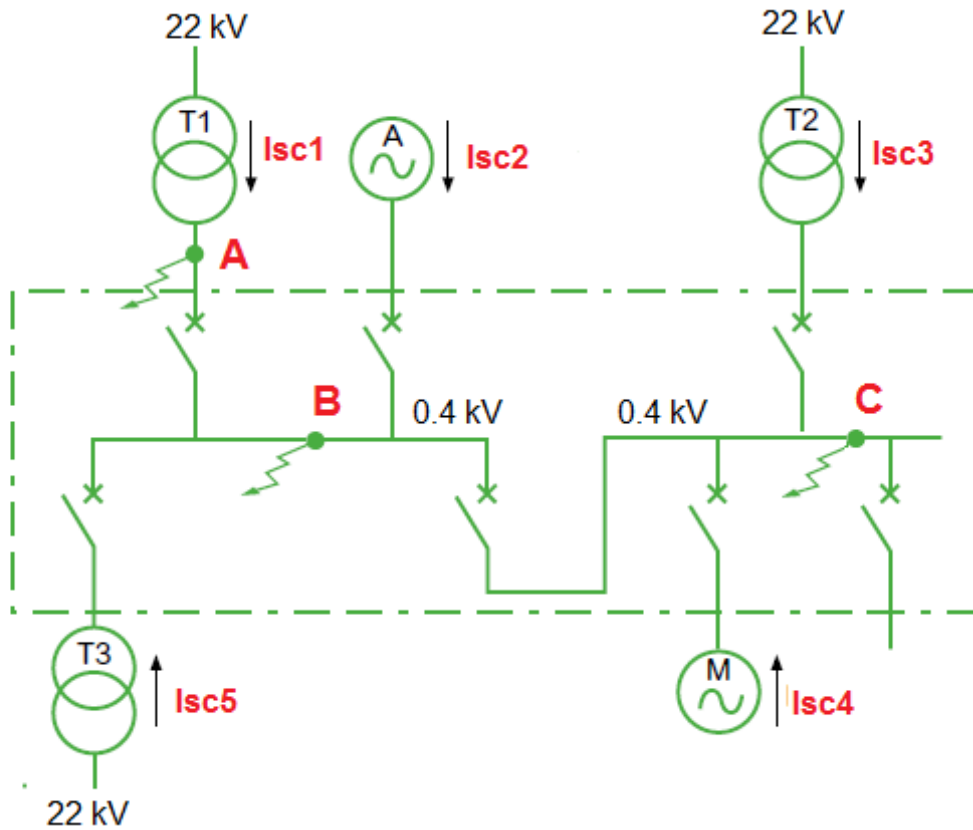 22 kV
22 kV
T1
Isc1
A
Isc2
T2
Isc3
A
B
0.4 kV
0.4 kV
C
T3
Isc5
M
Isc4
22 kV